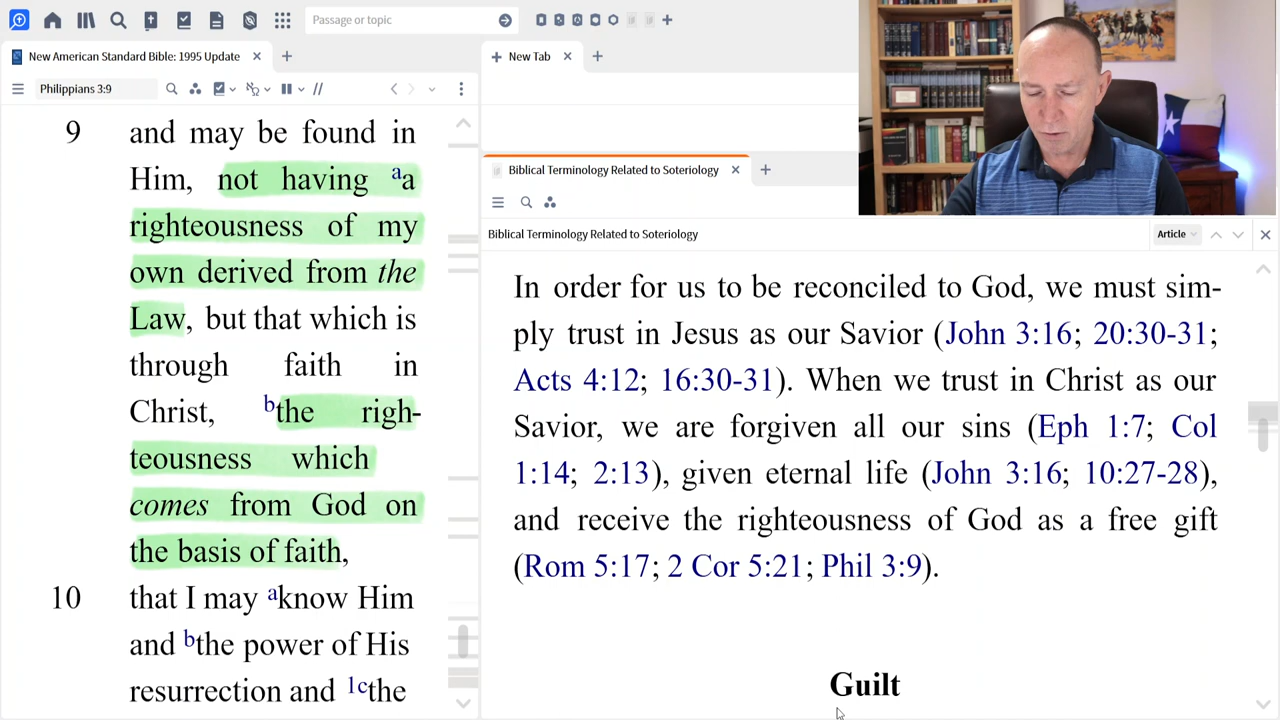 Passage or topic
New American Standard Bible: 1995 Update
New Tab
Philippians 3:9
9 and may be found in
Him, not having ᵃa
righteousness of my
own derived from the
Law, but that which is
through faith in
Christ, ᵇthe righ-
teousness which
comes from God on
the basis of faith,
10 that I may ᵃknow Him
and ᵇthe power of His
resurrection and ¹ᶜthe
Biblical Terminology Related to Soteriology
Biblical Terminology Related to Soteriology
Article
In order for us to be reconciled to God, we must sim-
ply trust in Jesus as our Savior (John 3:16; 20:30-31;
Acts 4:12; 16:30-31). When we trust in Christ as our
Savior, we are forgiven all our sins (Eph 1:7; Col
1:14; 2:13), given eternal life (John 3:16; 10:27-28),
and receive the righteousness of God as a free gift
(Rom 5:17; 2 Cor 5:21; Phil 3:9).
Guilt